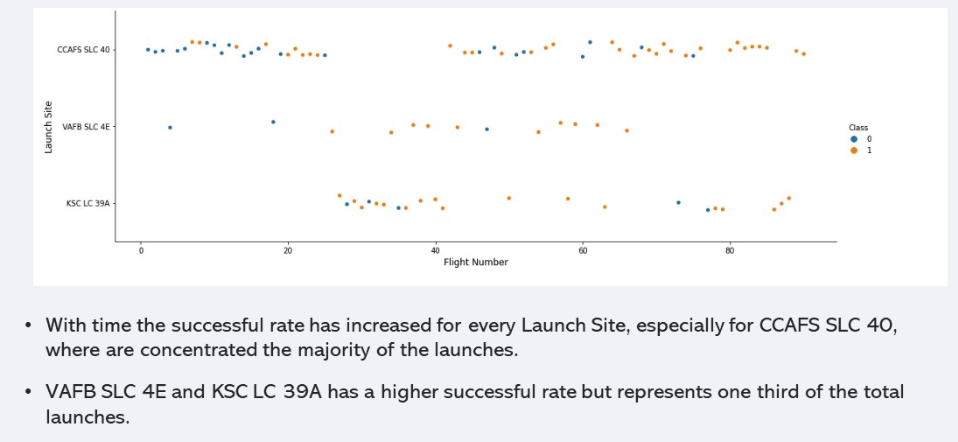 CCAFS SLC 40
VAFB SLC 4E
KSC LC 39A
Launch Site
0 20 40 60 80
Flight Number
Class
0
1
• With time the successful rate has increased for every Launch Site, especially for CCAFS SLC 40,
where are concentrated the majority of the launches.
• VAFB SLC 4E and KSC LC 39A has a higher successful rate but represents one third of the total
launches.